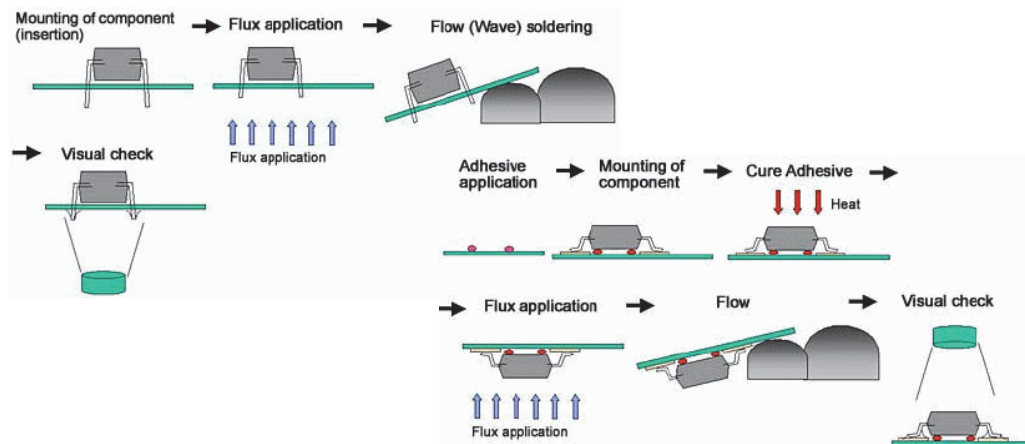 Mounting of component
(insertion)
Flux application
Flow (Wave) soldering
Flux application
Visual check
Adhesive
application
Mounting of
component
Cure Adhesive
Heat
Flux application
Flow
Visual check
Flux application